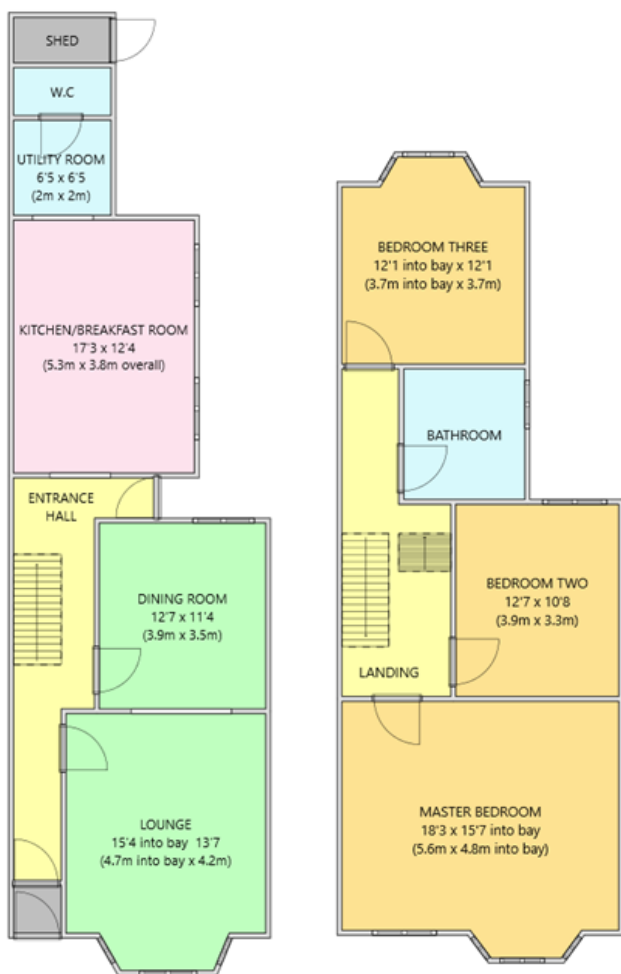 SHED
W.C
UTILITY ROOM
6'5 x 6'5
(2m x 2m)
KITCHEN/BREAKFAST ROOM
17'3 x 12'4
(5.3m x 3.8m overall)
ENTRANCE
HALL
DINING ROOM
12'7 x 11'4
(3.9m x 3.5m)
LOUNGE
15'4 into bay 13'7
(4.7m into bay x 4.2m)
BEDROOM THREE
12'1 into bay x 12'1
(3.7m into bay x 3.7m)
BATHROOM
BEDROOM TWO
12'7 x 10'8
(3.9m x 3.3m)
LANDING
MASTER BEDROOM
18'3 x 15'7 into bay
(5.6m x 4.8m into bay)